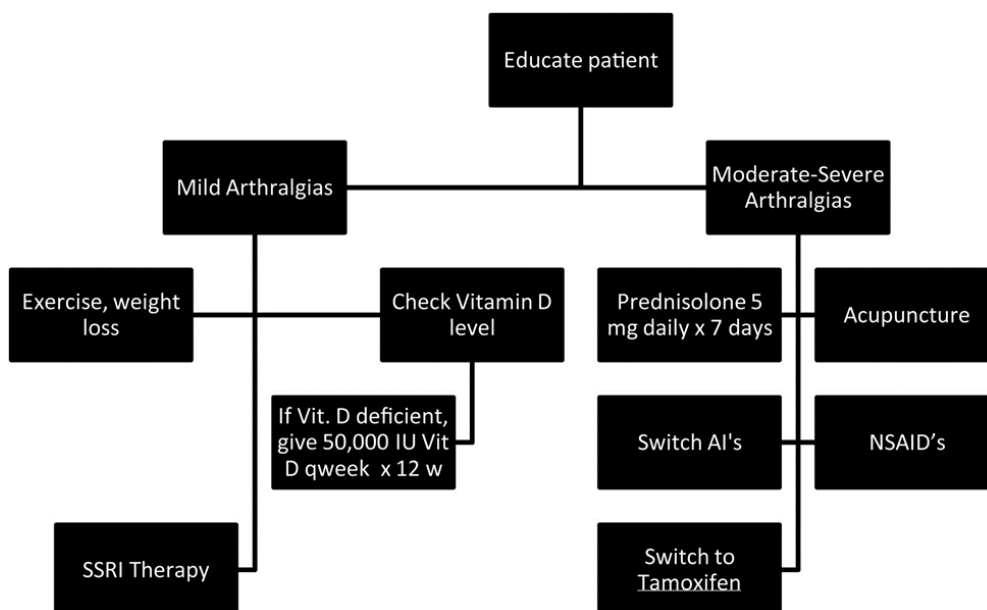 Educate patient
Mild Arthralgias
Moderate-Severe
Arthralgias
Exercise, weight
loss
Check Vitamin D
level
Prednisolone 5
mg daily x 7 days
Acupuncture
If Vit. D deficient,
give 50,000 IU Vit
D qweek  x 12 w
Switch AI's
NSAID’s
SSRI Therapy
Switch to
Tamoxifen